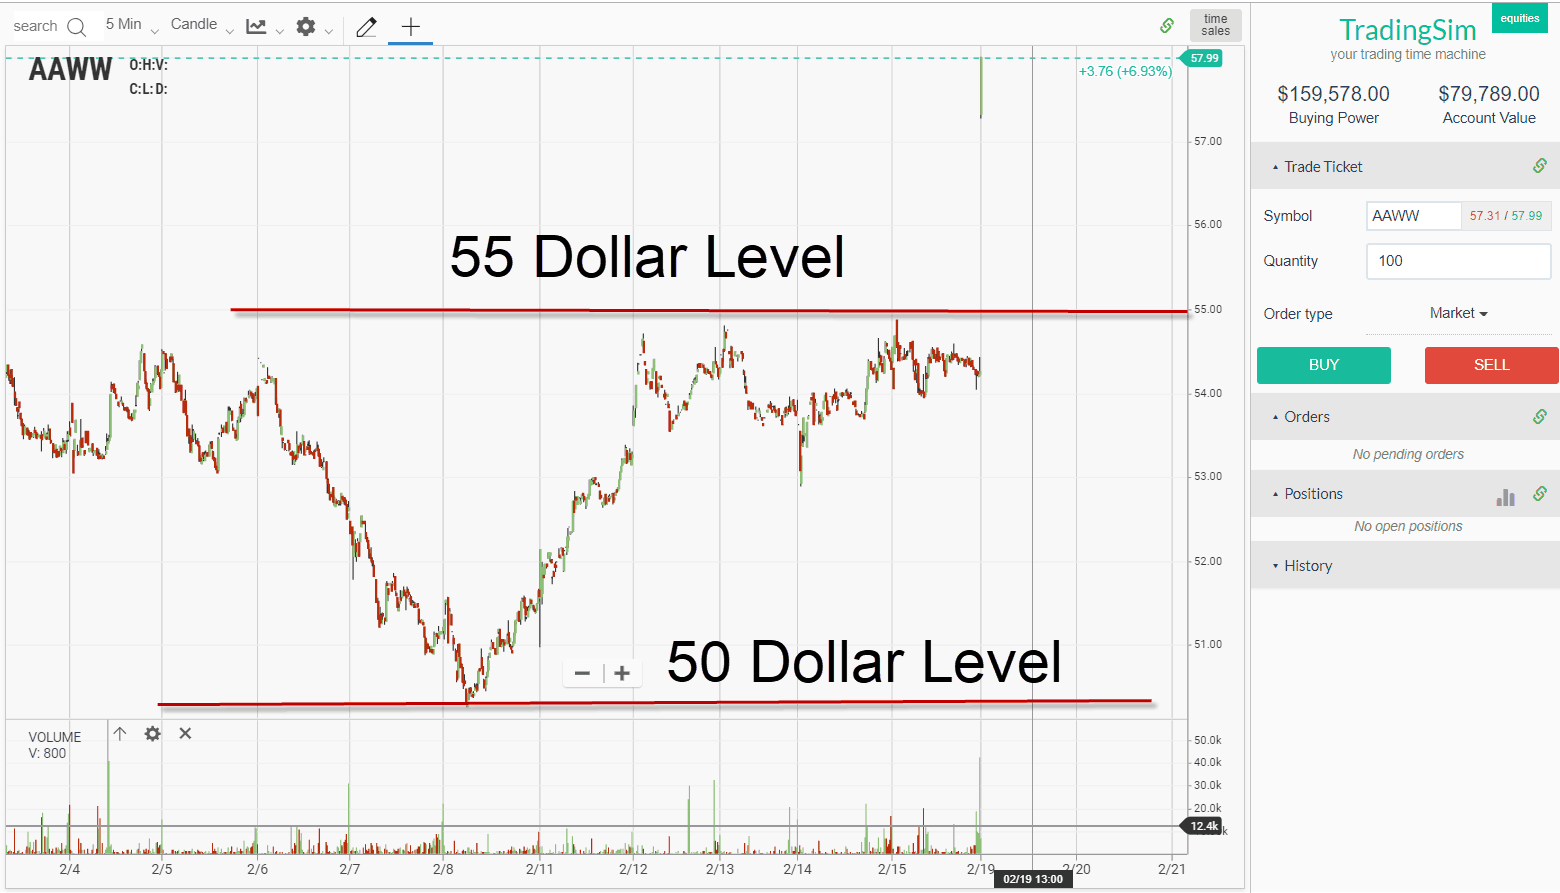 search
5 Min
Candle
time
sales
AAWW
O:H:V:
C:L:D:
57.99
+3.76 (+6.93%)
57.00
56.00
55 Dollar Level
55.00
54.00
53.00
52.00
51.00
50 Dollar Level
VOLUME
V: 800
50.0k
40.0k
30.0k
20.0k
12.4k
2/4
2/5
2/6
2/7
2/8
2/11
2/12
2/13
2/14
2/15
2/19
02/19 13:00
2/20
2/21
TradingSim
equities
your trading time machine
$159,578.00
$79,789.00
Buying Power
Account Value
Trade Ticket
Symbol
AAWW
57.31 / 57.99
Quantity
100
Order type
Market
BUY
SELL
Orders
No pending orders
Positions
No open positions
History